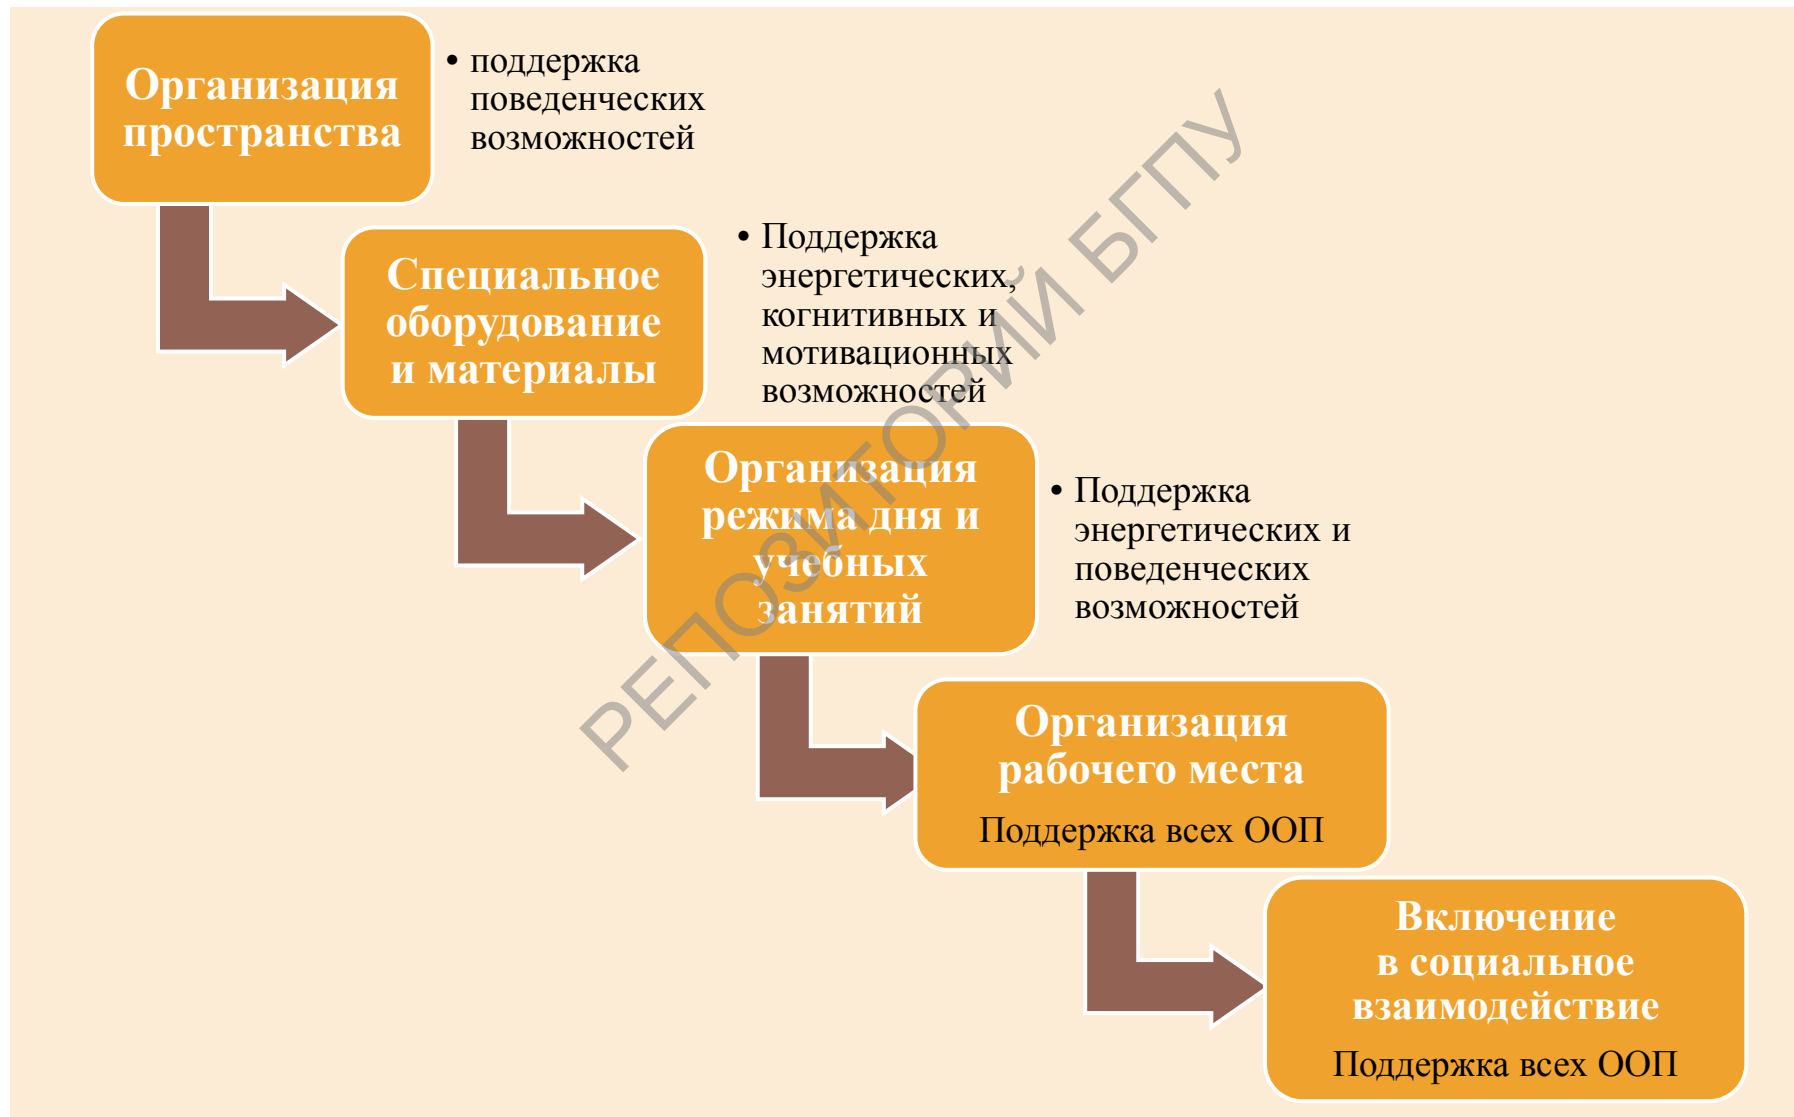 Организация
пространства
• поддержка
поведенческих
возможностей
Специальное
оборудование
и материалы
• Поддержка
энергетических,
когнитивных и
мотивационных
возможностей
Организация
режима дня и
учебных
занятий
• Поддержка
энергетических и
поведенческих
возможностей
Организация
рабочего места
Поддержка всех ООП
Включение
в социальное
взаимодействие
Поддержка всех ООП
РЕПОЗИТОРИЙ БГПУ